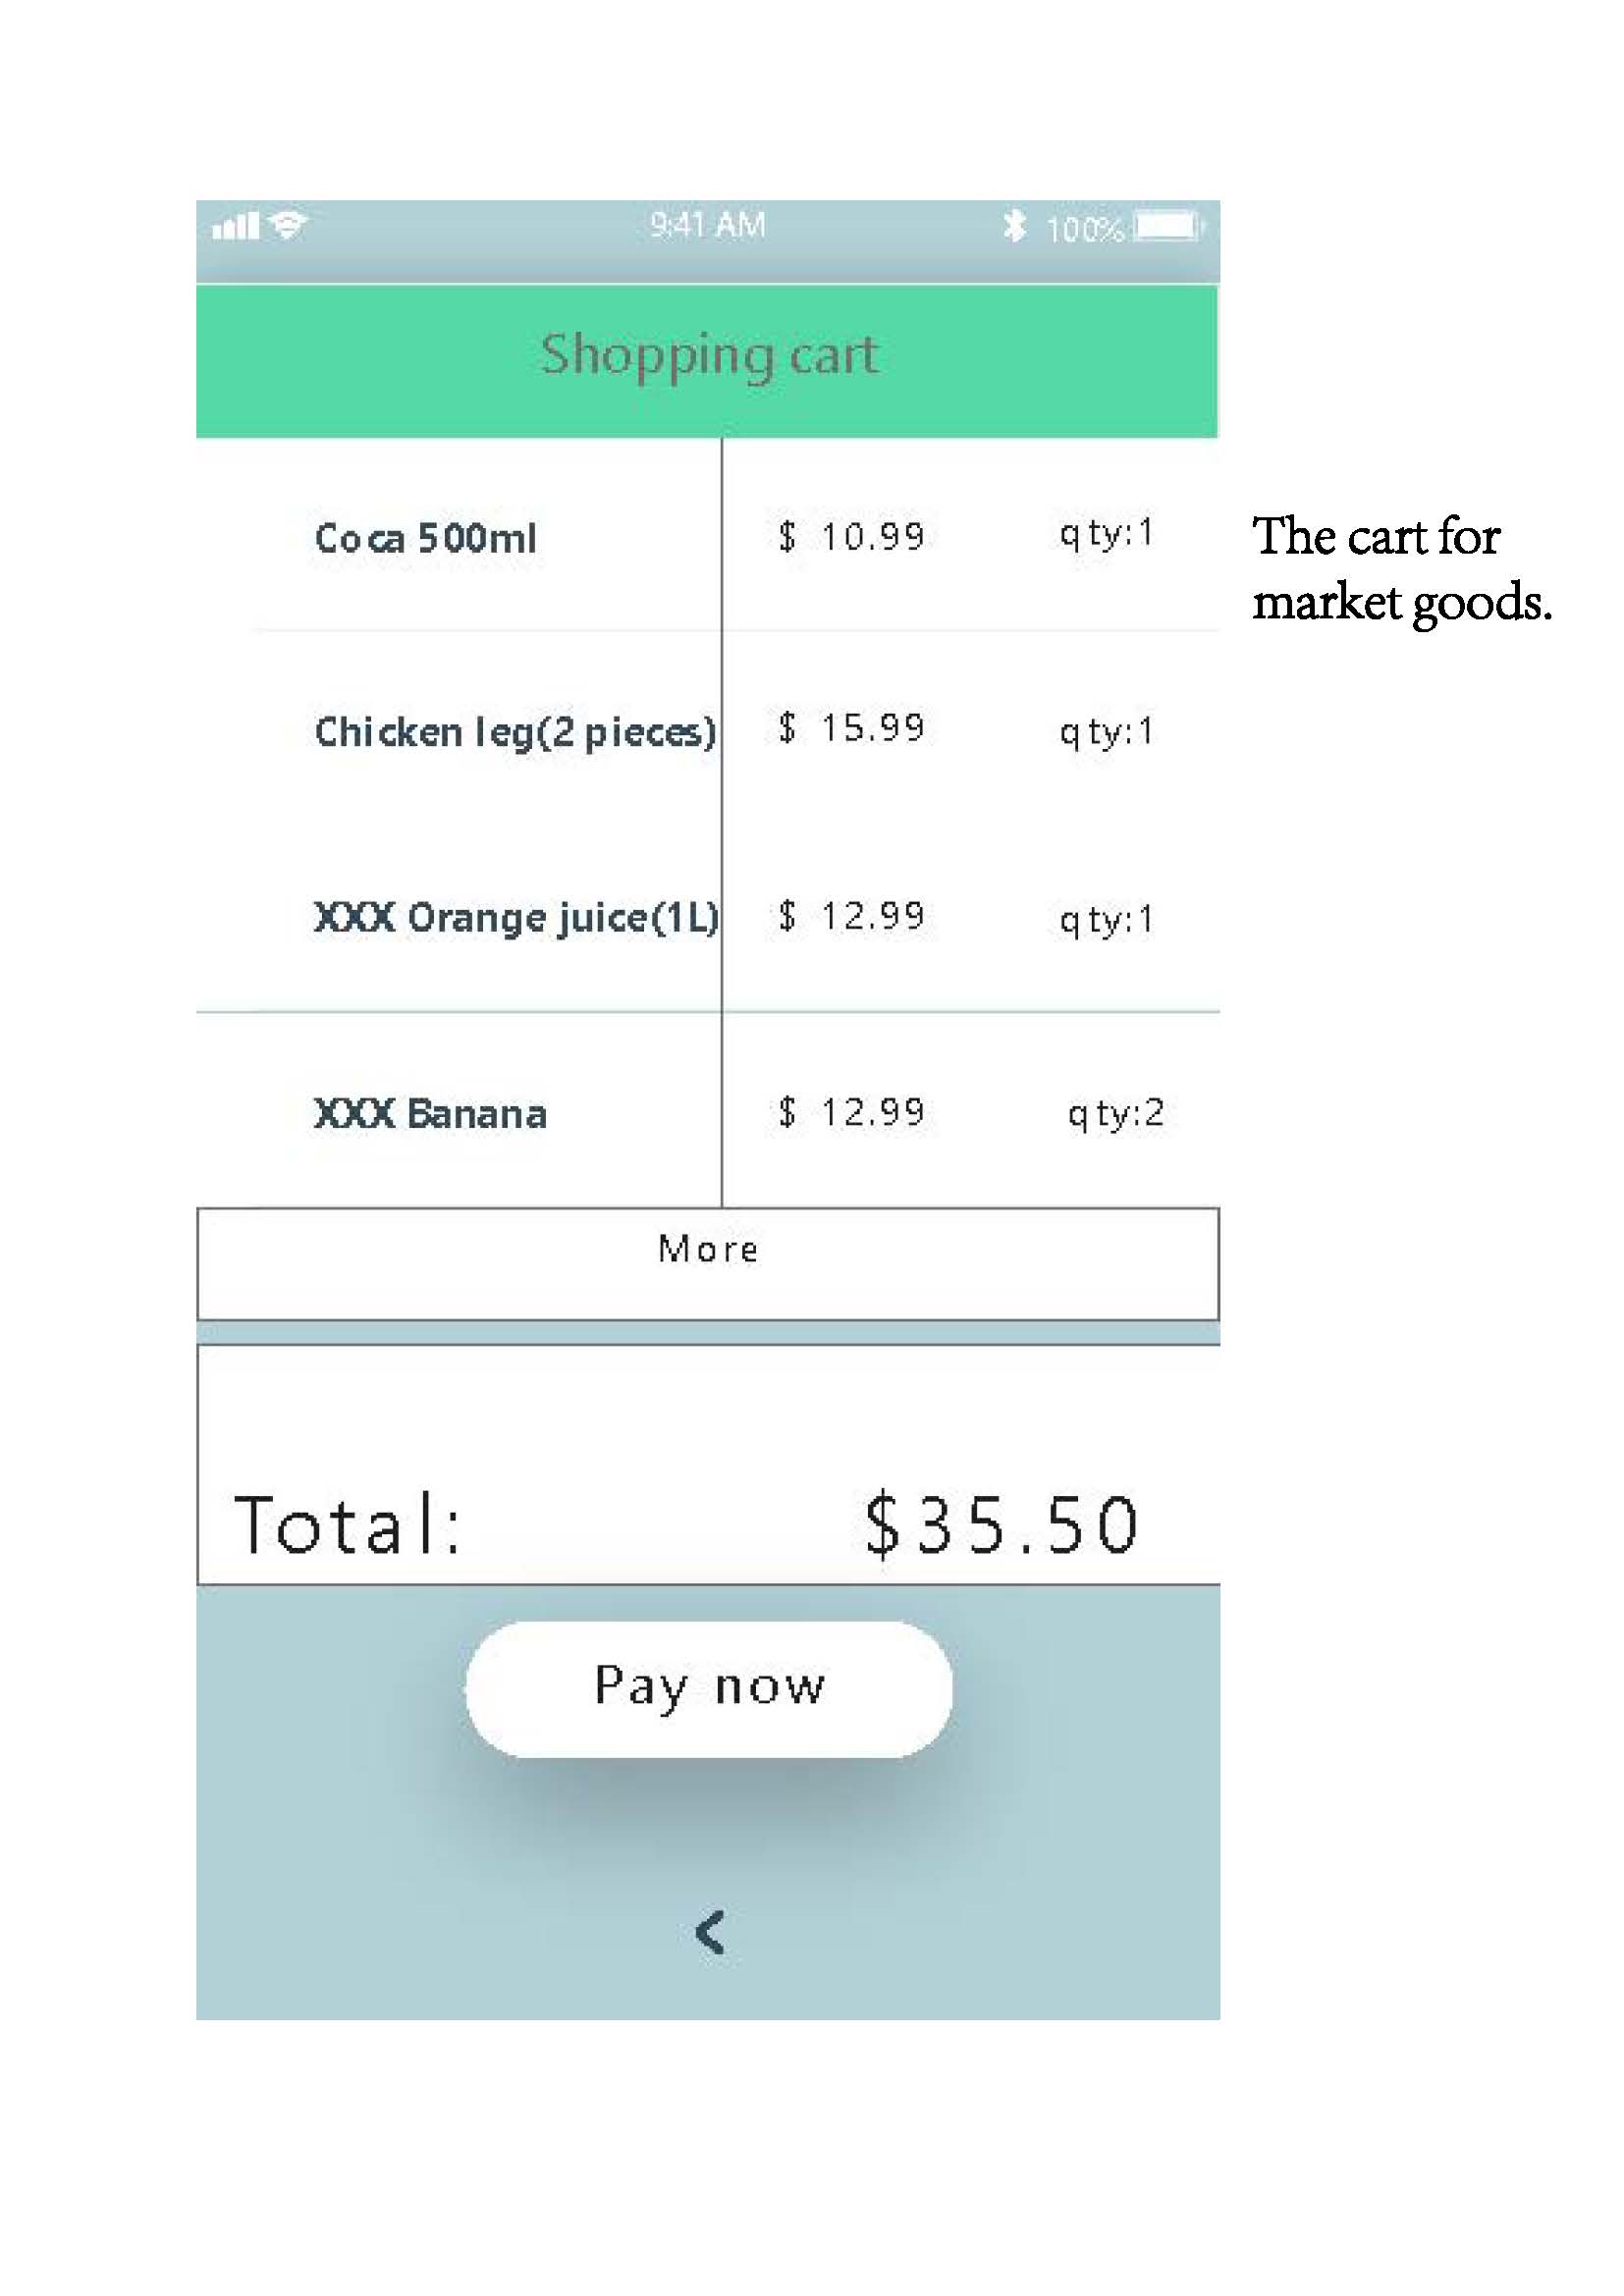 9:41 AM 100%
Shopping cart
Coca 500ml $ 10.99 qty:1
The cart for
market goods.
Chicken leg(2 pieces) $ 15.99 qty:1
XXX Orange juice(1L) $ 12.99 qty:1
XXX Banana $ 12.99 qty:2
More
Total: $35.50
Pay now